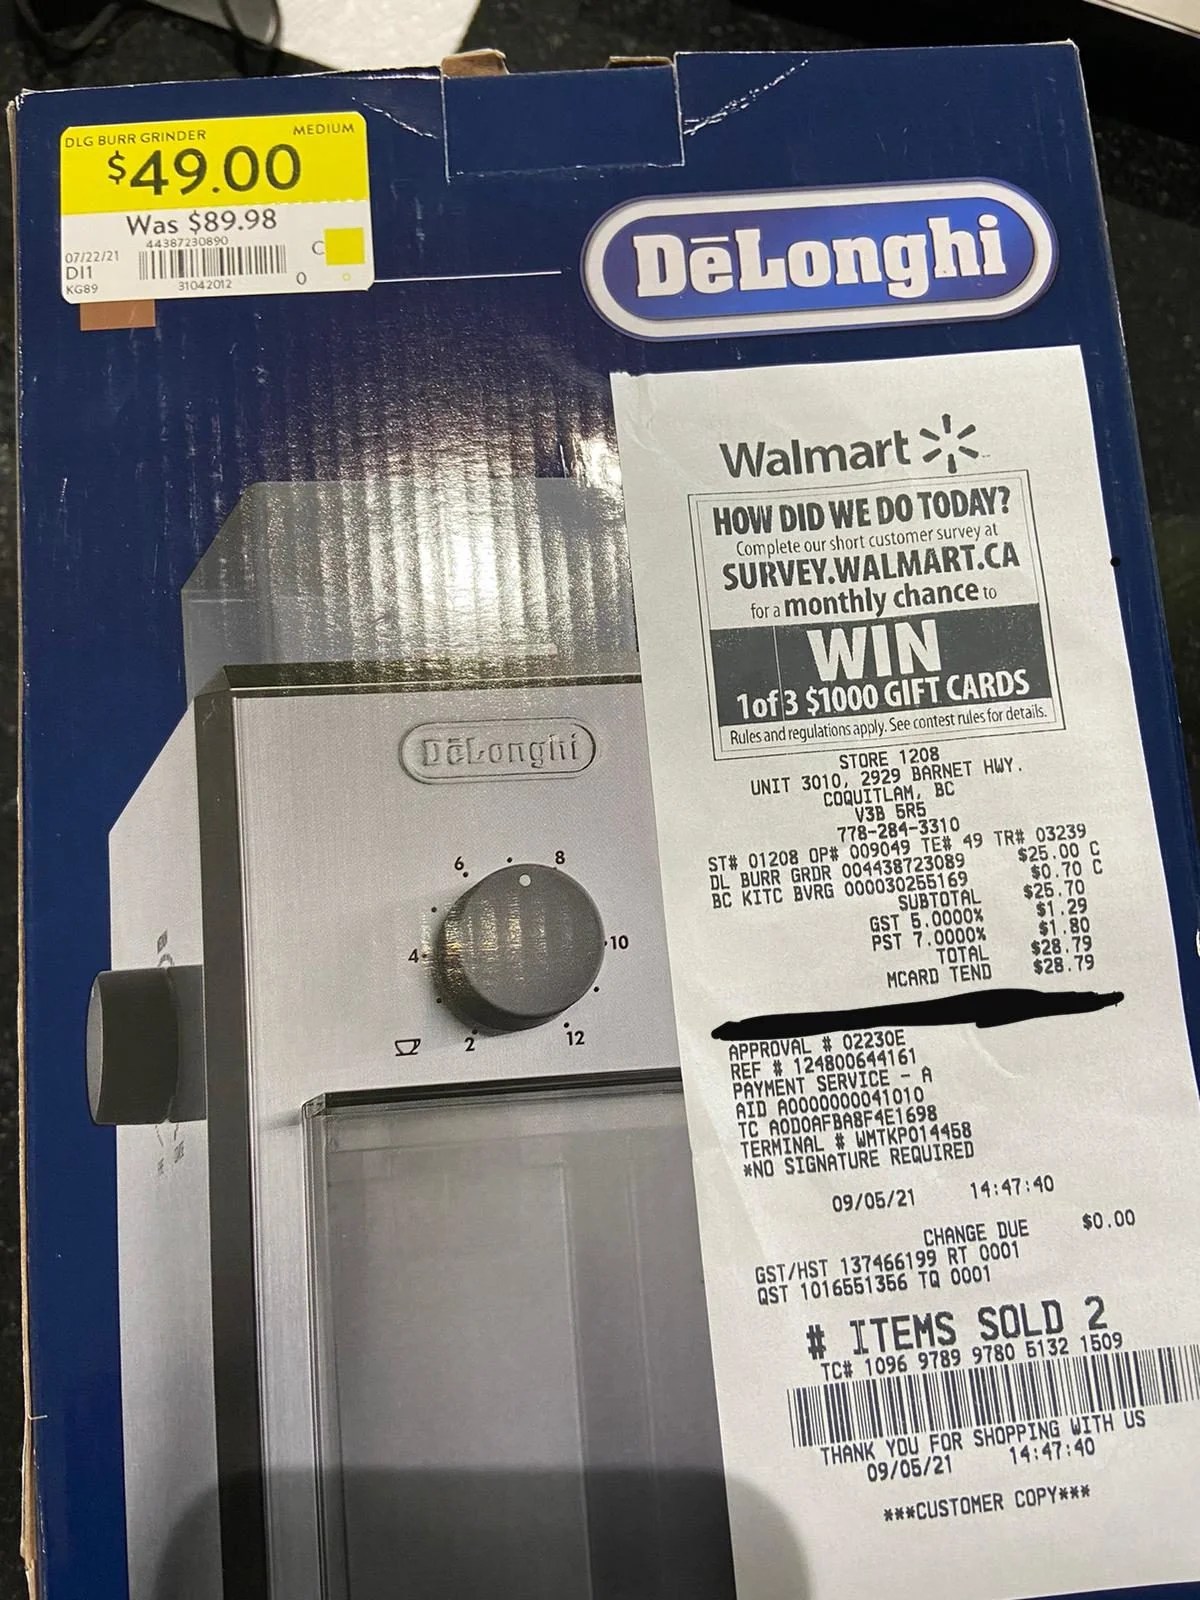 DLG BURR GRINDER MEDIUM
$49.00
Was $89.98
44387230890
07/22/21
DI1
KG89
31042012
C
0
DēLonghi
DēLonghi
6 8
4 10
2 12
Walmart
HOW DID WE DO TODAY?
Complete our short customer survey at
SURVEY.WALMART.CA
for a monthly chance to
WIN
1of 3 $1000 GIFT CARDS
Rules and regulations apply. See contest rules for details.
STORE 1208
UNIT 3010, 2929 BARNET HWY.
COQUITLAM, BC
V3B 5R5
778-284-3310
ST# 01208 OP# 009049 TE# 49 TR# 03239
DL BURR GRDR 004438723089 $25.00 C
BC KITC BVRG 000030255169 $0.70 C
SUBTOTAL $25.70
GST 5.0000% $1.29
PST 7.0000% $1.80
TOTAL $28.79
MCARD TEND $28.79
APPROVAL # 02230E
REF # 124800644161
PAYMENT SERVICE - A
AID A0000000041010
TC A0D0AFBA8F4E1698
TERMINAL # WMTKP014458
*NO SIGNATURE REQUIRED
09/05/21 14:47:40
CHANGE DUE $0.00
GST/HST 137466199 RT 0001
QST 1016551356 TQ 0001
# ITEMS SOLD 2
TC# 1096 9789 9780 5132 1509
THANK YOU FOR SHOPPING WITH US
09/05/21 14:47:40
***CUSTOMER COPY***